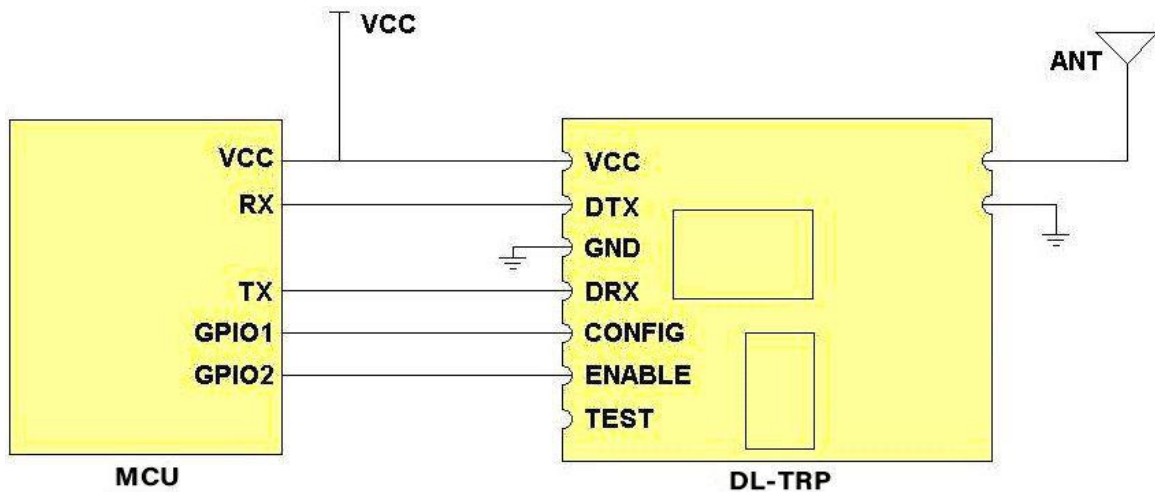 VCC
ANT
VCC
RX
TX
GPIO1
GPIO2
MCU
VCC
DTX
GND
DRX
CONFIG
ENABLE
TEST
DL-TRP